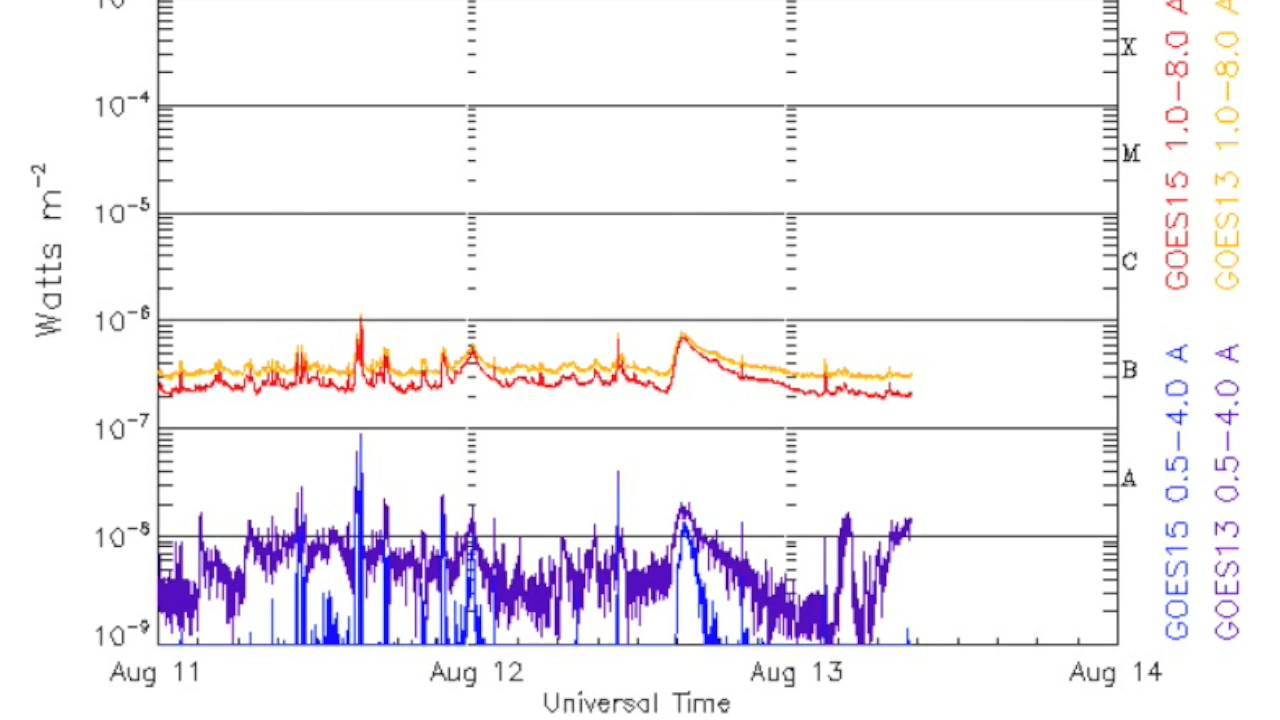 10⁻⁴
10⁻⁵
10⁻⁶
10⁻⁷
10⁻⁸
10⁻⁹
Watts m⁻²
X
M
C
B
A
GOES15 1.0-8.0 A
GOES13 1.0-8.0 A
GOES15 0.5-4.0 A
GOES13 0.5-4.0 A
Aug 11
Aug 12
Aug 13
Aug 14
Universal Time